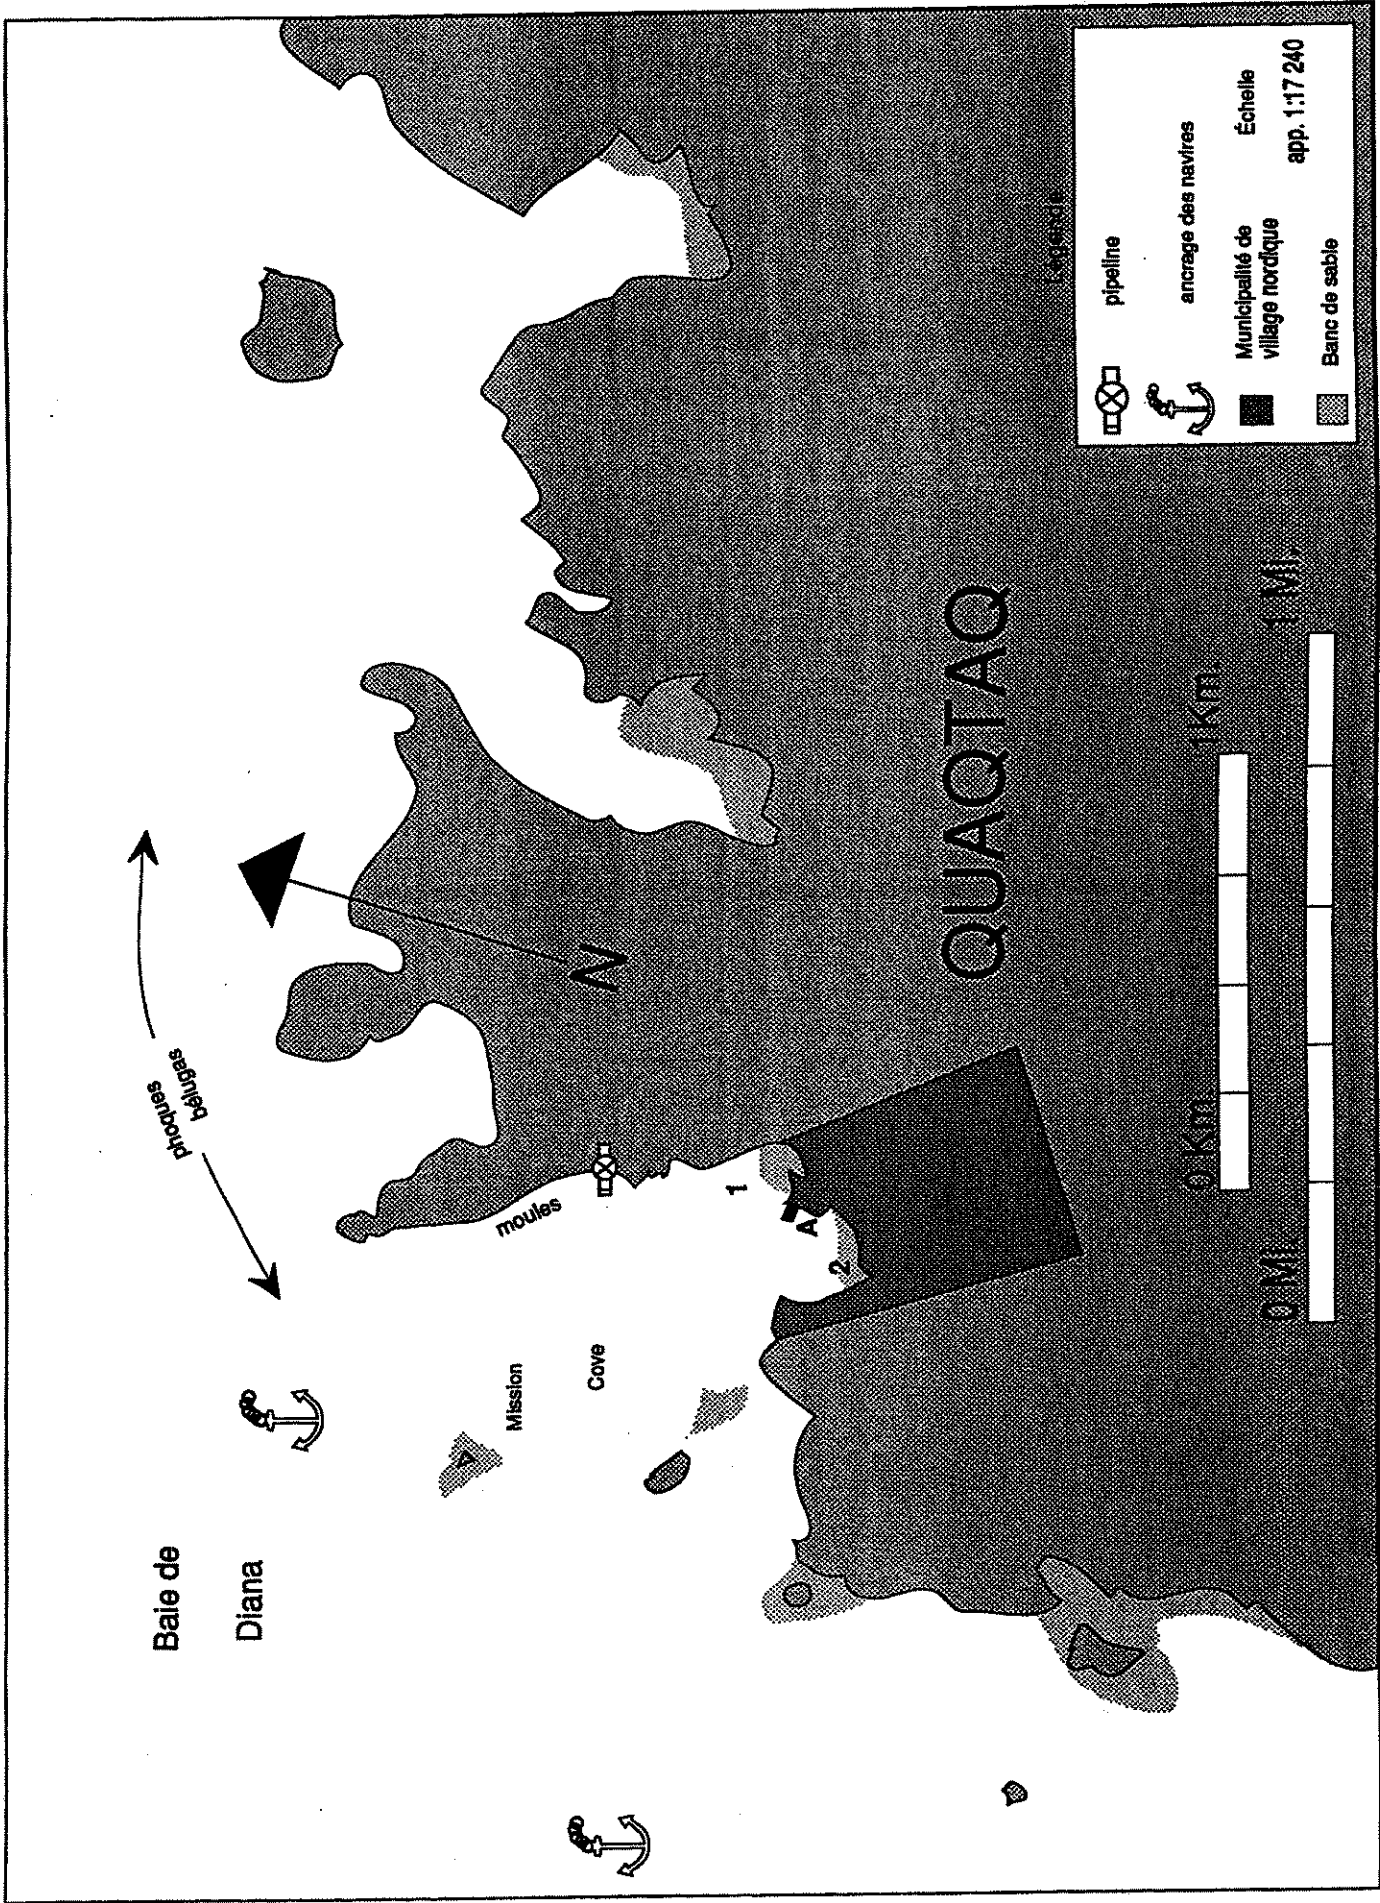 phoques
bélugas
N
Baie de
Diana
Mission
Cove
moules
1
A
2
QUAQTAQ
0 Km.
1Km.
0 Mi.
1 Mi.
Légende
pipeline
ancrage des navires
Municipalité de
village nordique
Banc de sable
Échelle
app. 1:17 240